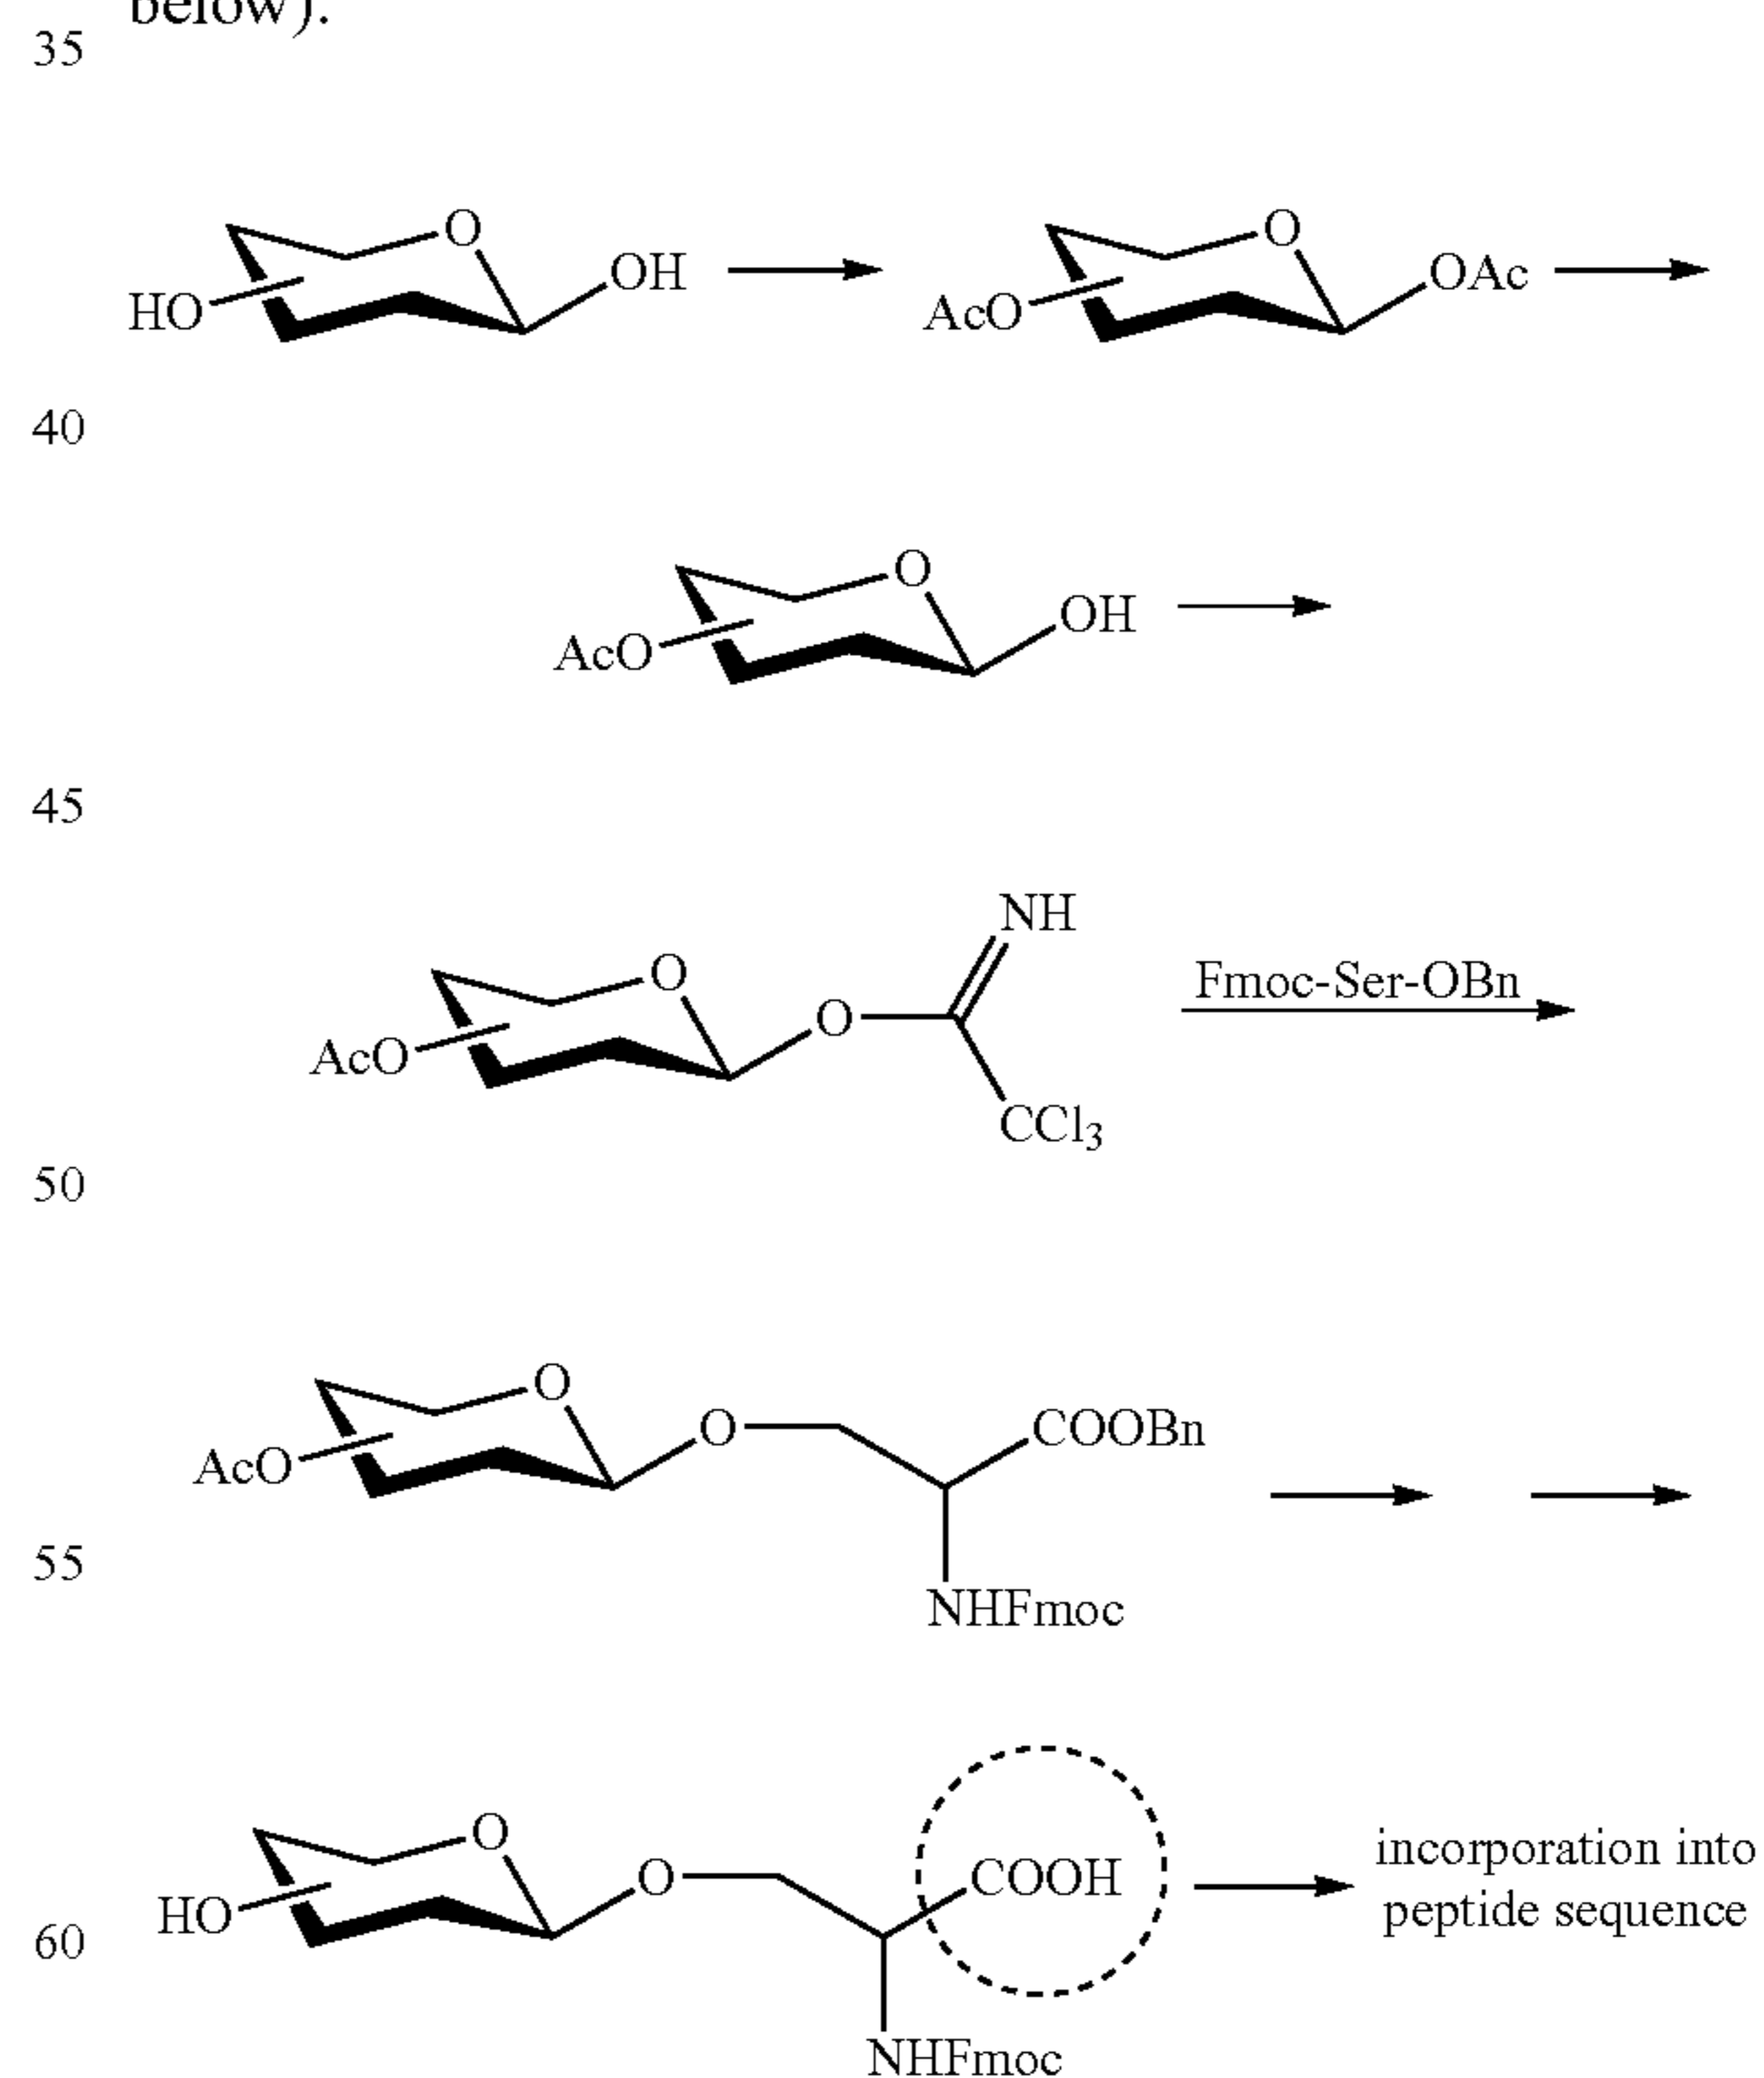 below).
35
O
HO
OH
O
AcO
OAc
40
O
AcO
OH
45
NH
O
O
AcO
CCl3
Fmoc-Ser-OBn
50
O
O
AcO
COOBn
NHFmoc
55
O
O
HO
COOH
NHFmoc
incorporation into
peptide sequence
60